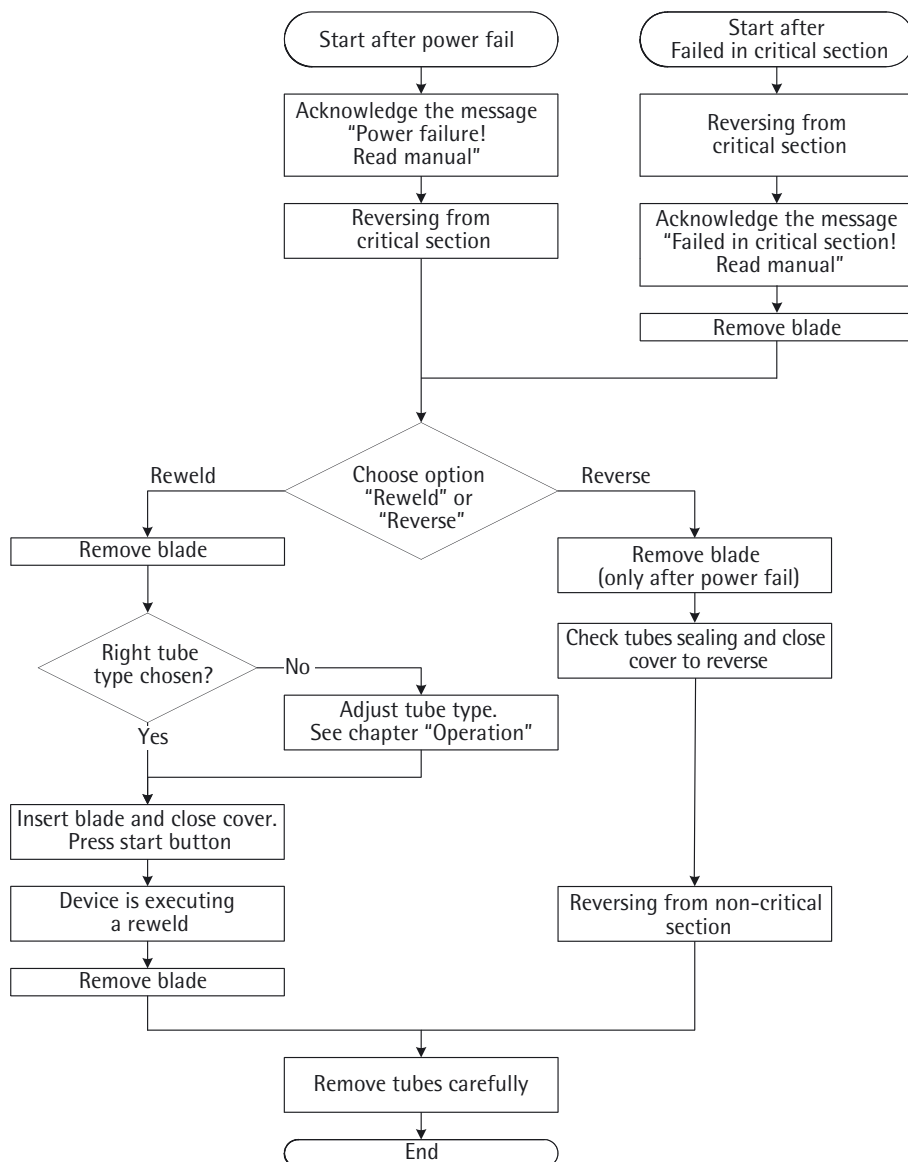 Start after power fail
Start after
Failed in critical section
Acknowledge the message
“Power failure!
Read manual”
Reversing from
critical section
Reversing from
critical section
Acknowledge the message
“Failed in critical section!
Read manual”
Remove blade
Choose option
“Reweld” or
“Reverse”
Reweld
Reverse
Remove blade
Remove blade
(only after power fail)
Right tube
type chosen?
No
Yes
Check tubes sealing and close
cover to reverse
Adjust tube type.
See chapter “Operation”
Insert blade and close cover.
Press start button
Device is executing
a reweld
Reversing from non-critical
section
Remove blade
Remove tubes carefully
End